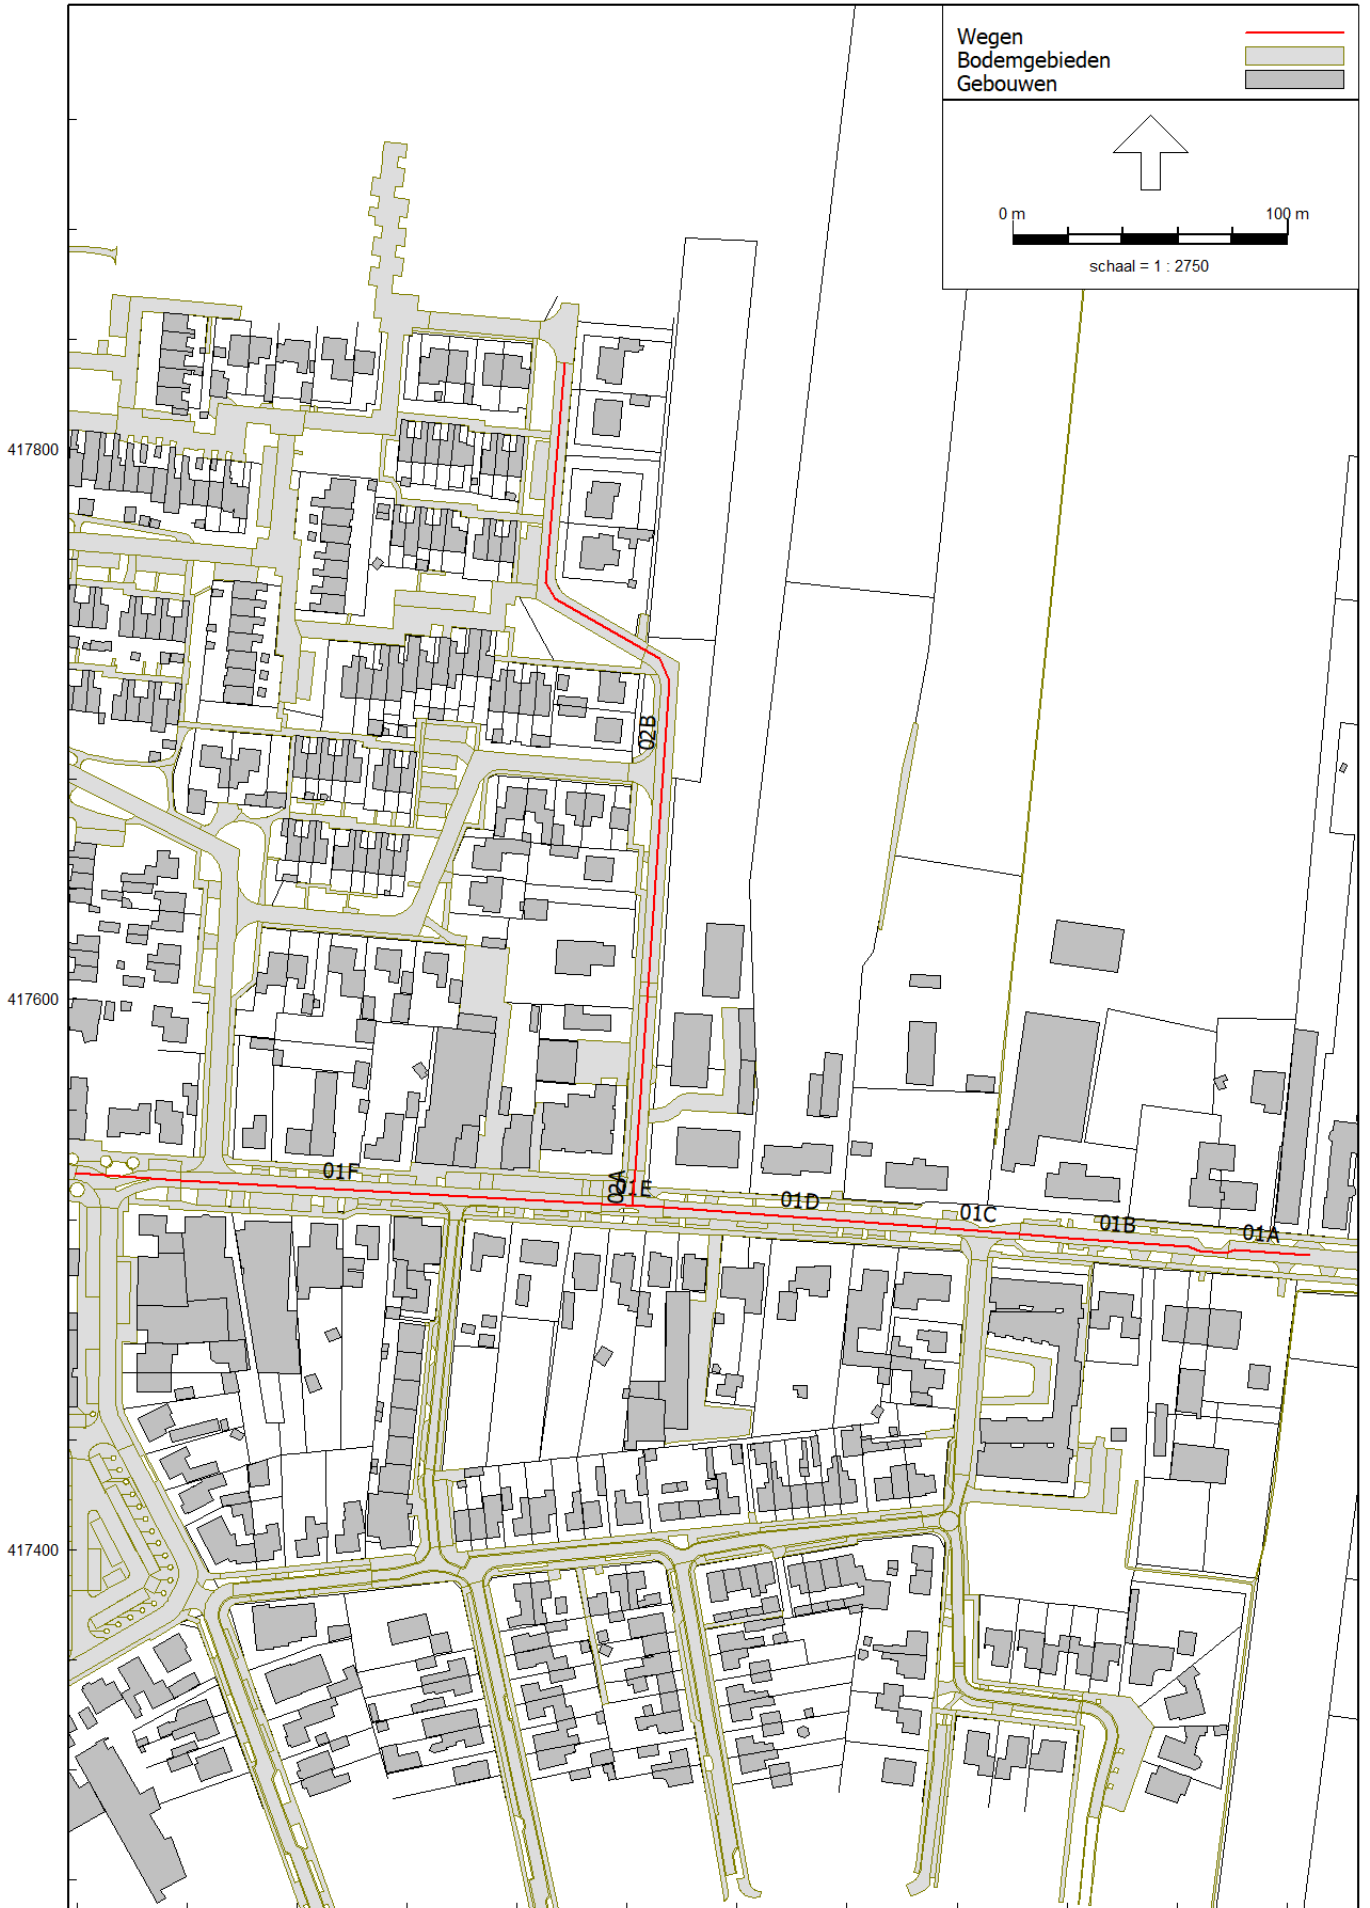 Wegen
Bodemgebieden
Gebouwen
0 m 100 m
schaal = 1 : 2750
417800
02B
417600
01F
02A
01E
01D
01C
01B
01A
417400